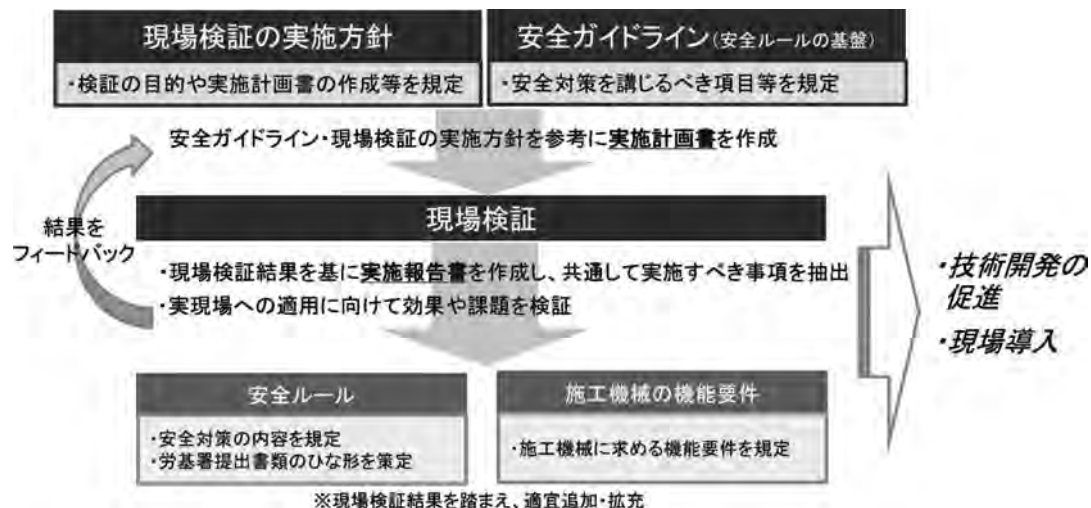 現場検証の実施方針
・検証の目的や実施計画書の作成等を規定
安全ガイドライン(安全ルールの基盤)
・安全対策を講じるべき項目等を規定
安全ガイドライン・現場検証の実施方針を参考に実施計画書を作成
結果を
フィードバック
現場検証
・現場検証結果を基に実施報告書を作成し、共通して実施すべき事項を抽出
・実現場への適用に向けて効果や課題を検証
・技術開発の
促進
・現場導入
安全ルール
・安全対策の内容を規定
・労基署提出書類のひな形を策定
施工機械の機能要件
・施工機械に求める機能要件を規定
※現場検証結果を踏まえ、適宜追加・拡充